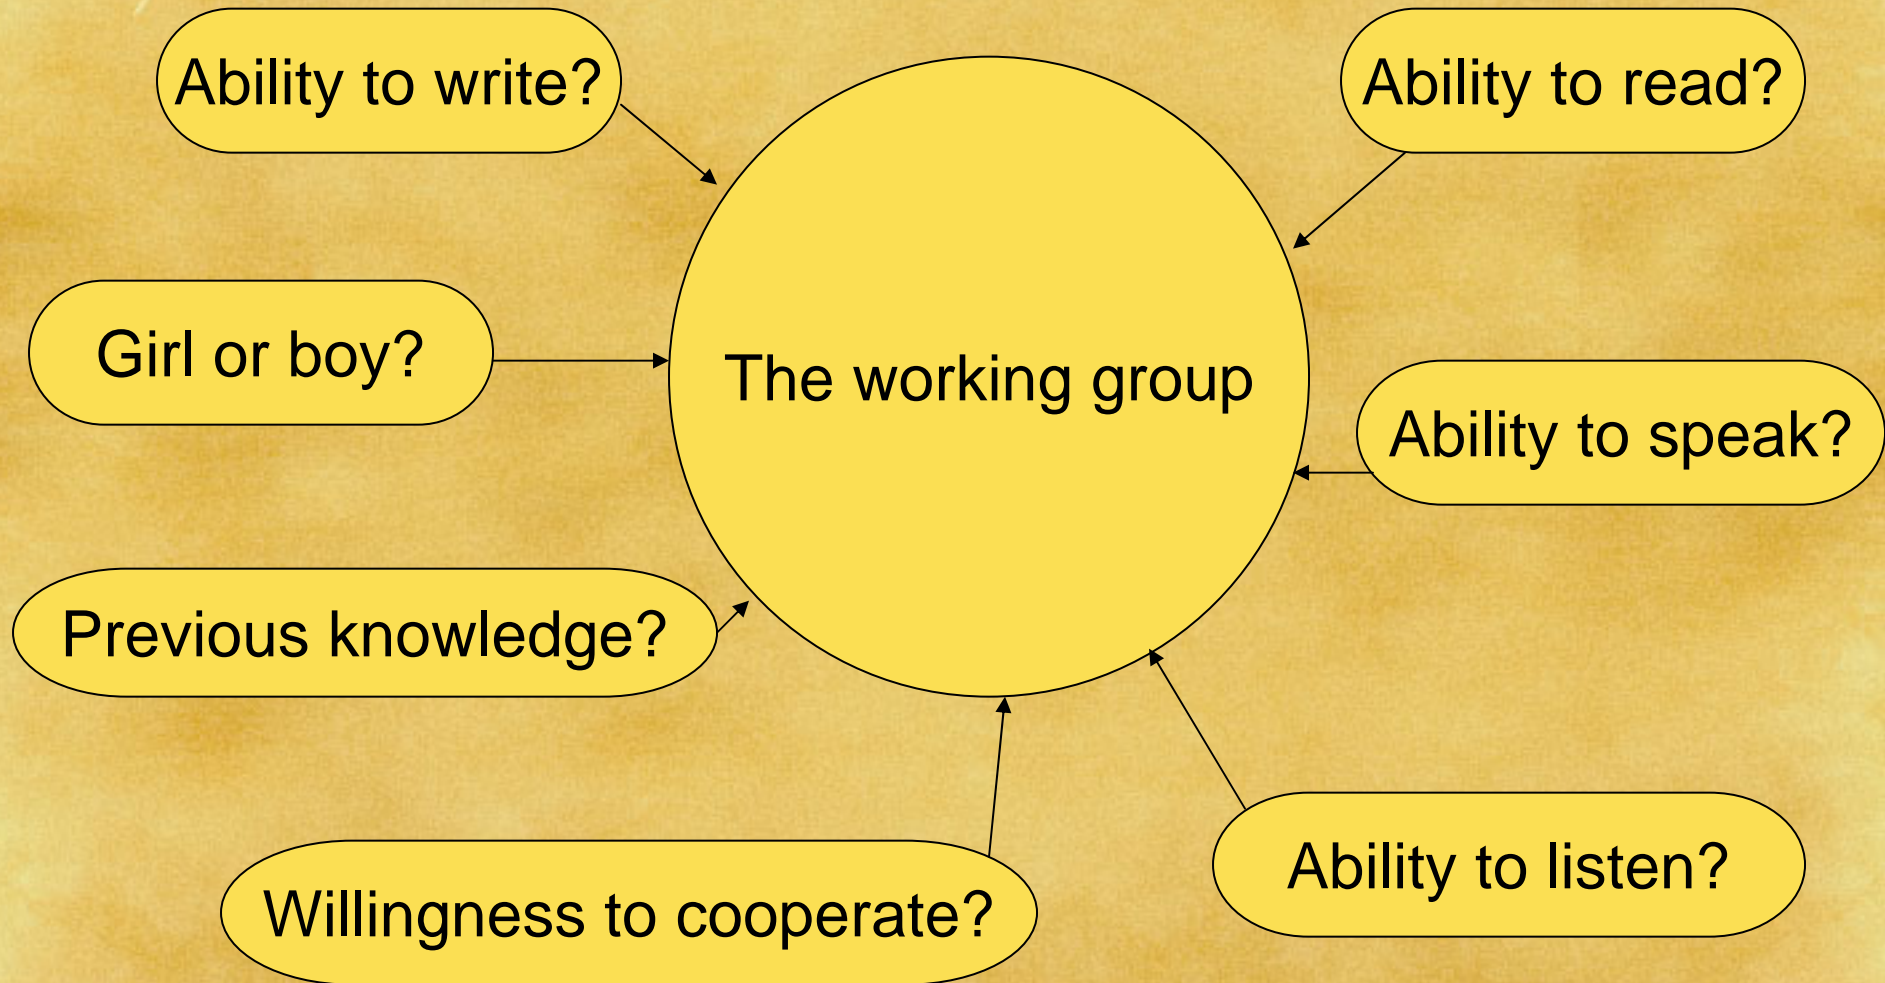 Ability to write?
Ability to read?
Girl or boy?
The working group
Ability to speak?
Previous knowledge?
Willingness to cooperate?
Ability to listen?